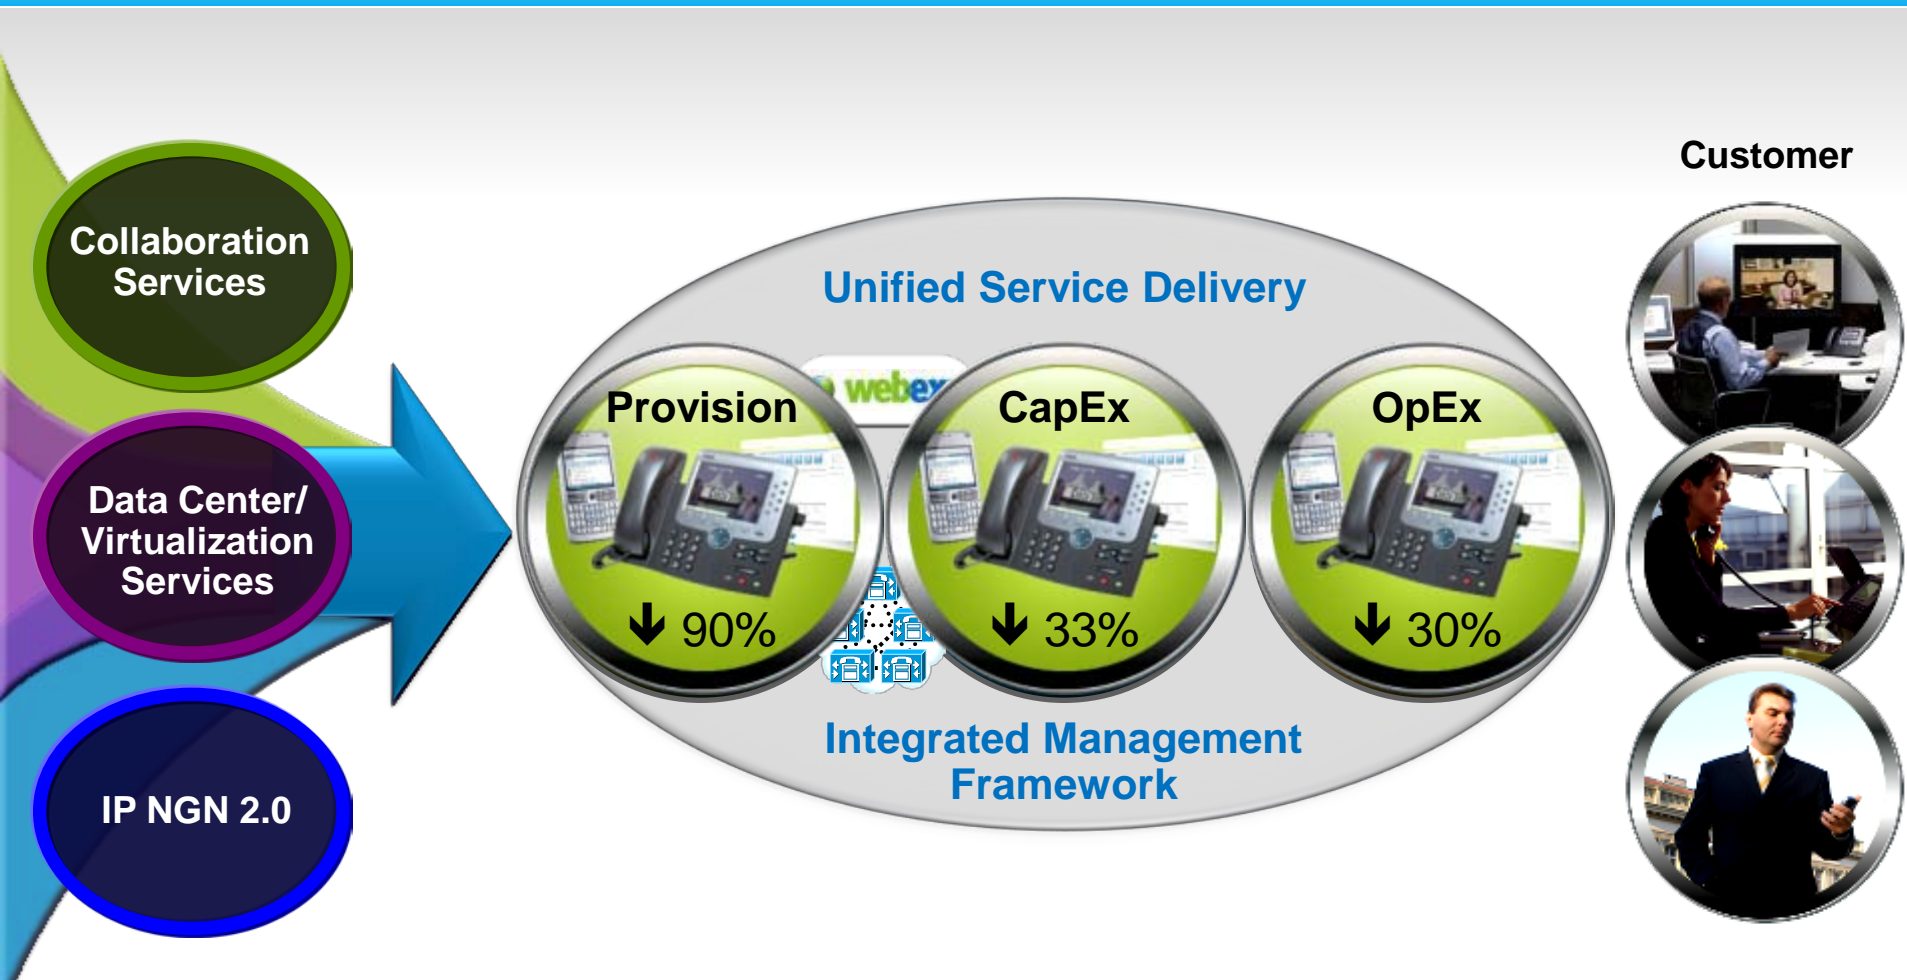 Customer
Collaboration
Services
Unified Service Delivery
webex
Provision
CapEx
OpEx
Data Center/
Virtualization
Services
🡫 90%
🡫 33%
🡫 30%
Integrated Management
Framework
IP NGN 2.0